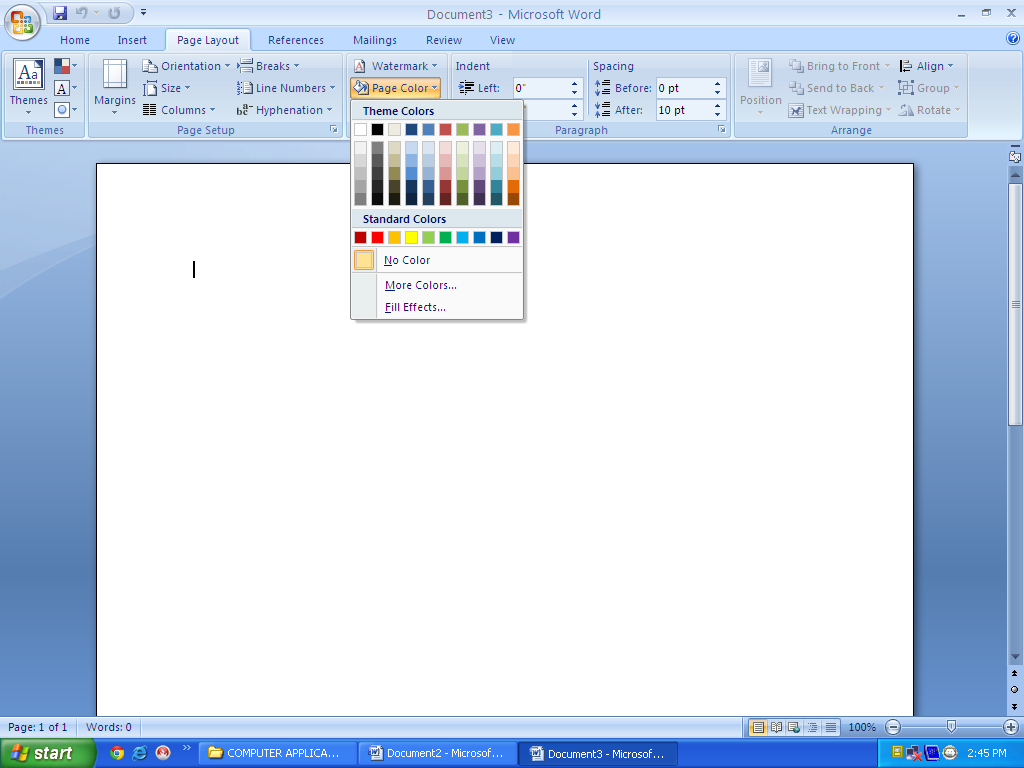 Document3 - Microsoft Word
Home Insert Page Layout References Mailings Review View
Aa
Themes
Themes
A
Margins
Orientation
Size
Columns
Breaks
Line Numbers
Hyphenation
Page Setup
Watermark
Page Color
Indent
Left: 0"
Spacing
Before: 0 pt
After: 10 pt
Paragraph
Position
Bring to Front
Send to Back
Text Wrapping
Align
Group
Rotate
Arrange
Theme Colors
Standard Colors
No Color
More Colors...
Fill Effects...
Page: 1 of 1 Words: 0
100%
start
COMPUTER APPLICA...
Document2 - Microsof...
Document3 - Microsof...
2:45 PM